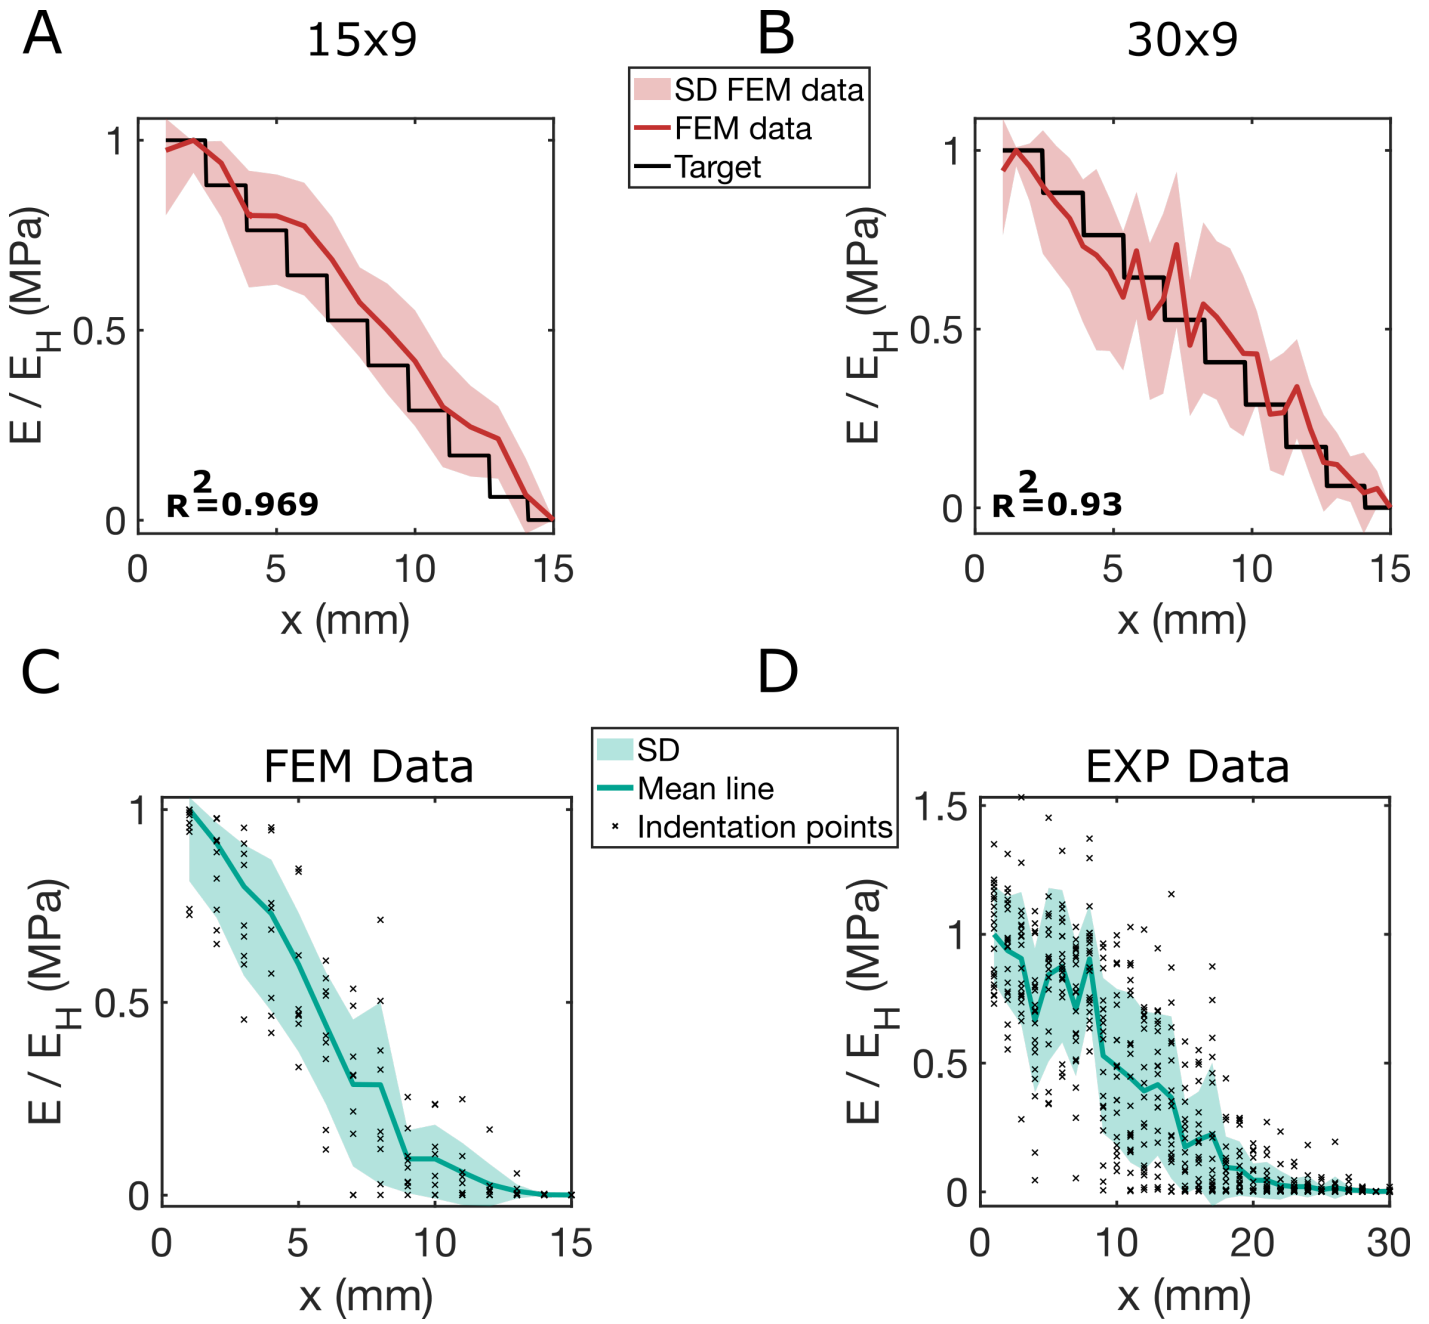 A
15x9
B
30x9
SD FEM data
FEM data
Target
1
0.5
0
E / E_H (MPa)
R²=0.969
0 5 10 15
x (mm)
1
0.5
0
E / E_H (MPa)
R²=0.93
0 5 10 15
x (mm)
C
D
SD
Mean line
Indentation points
FEM Data
1
0.5
0
E / E_H (MPa)
0 5 10 15
x (mm)
EXP Data
1.5
1
0.5
0
E / E_H (MPa)
0 10 20 30
x (mm)